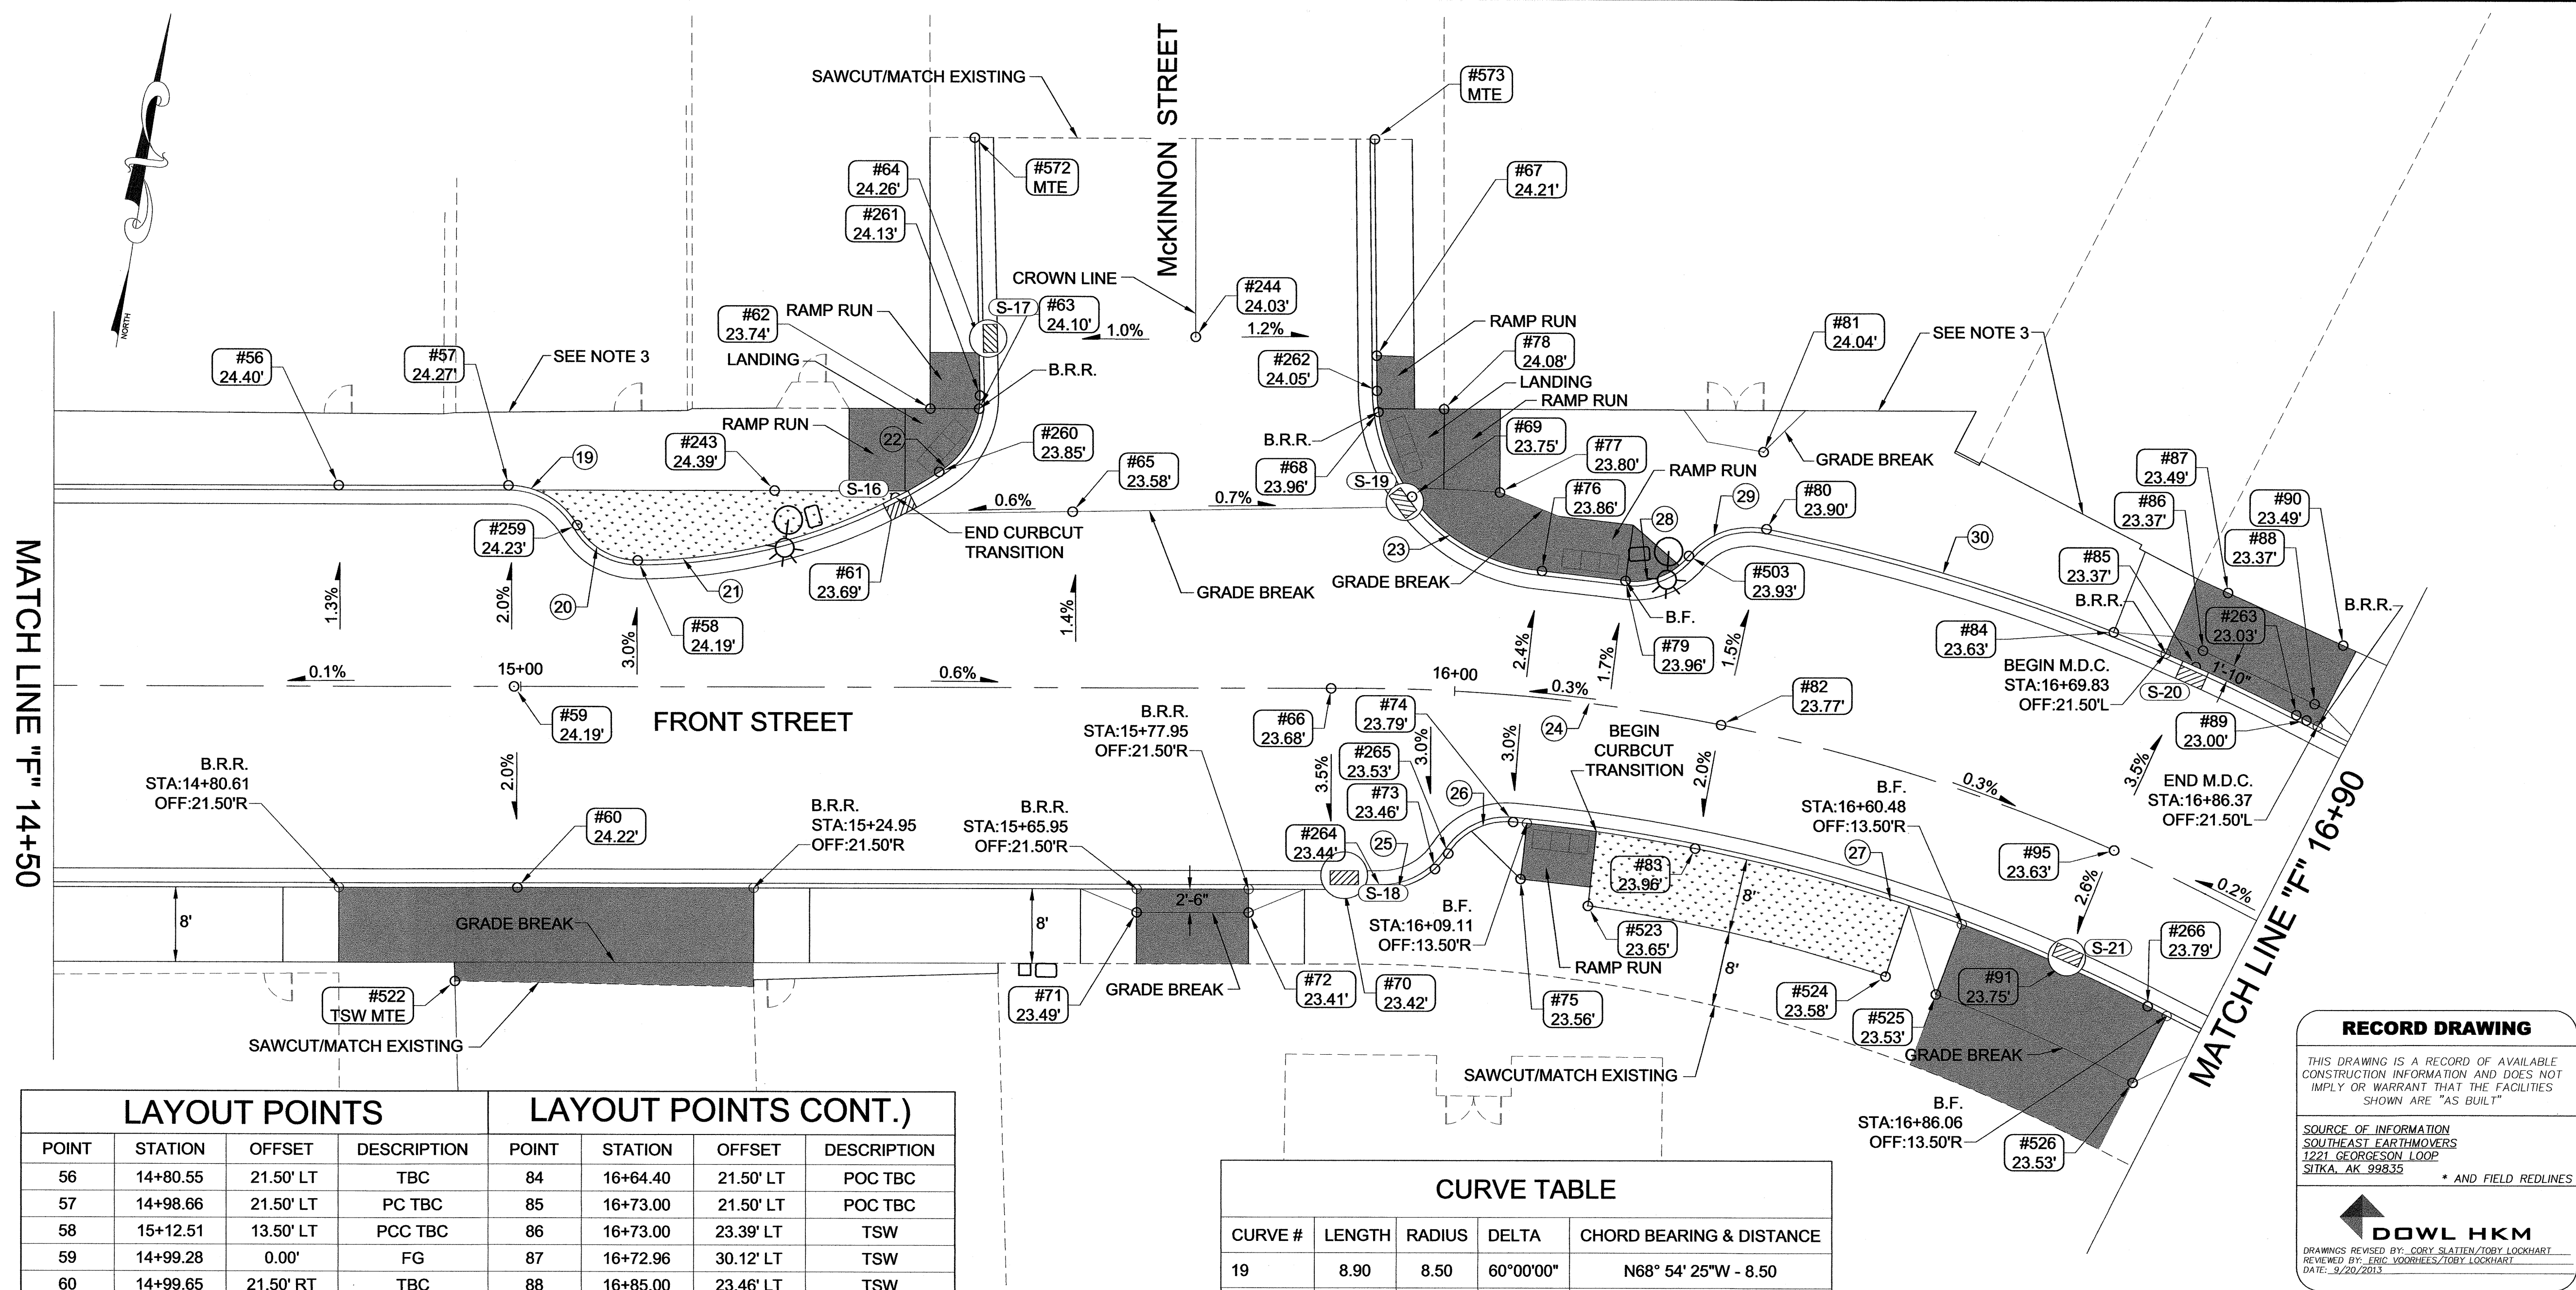 SAWCUT/MATCH EXISTING
McKINNON STREET
#573
MTE
#64
24.26'
#572
MTE
#67
24.21'
#261
24.13'
NORTH
CROWN LINE
#244
24.03'
S-17
#63
24.10'
#62
23.74'
RAMP RUN
1.0%
1.2%
RAMP RUN
#81
24.04'
SEE NOTE 3
#56
24.40'
#57
24.27'
SEE NOTE 3
LANDING
B.R.R.
#262
24.05'
#78
24.08'
LANDING
RAMP RUN
RAMP RUN
22
#260
23.85'
B.R.R.
#69
23.75'
#77
23.80'
GRADE BREAK
19
#243
24.39'
#65
23.58'
#68
23.96'
S-19
RAMP RUN
#87
23.49'
S-16
0.6%
0.7%
#76
23.86'
29
#80
23.90'
#86
23.37'
#90
23.49'
#259
24.23'
END CURBCUT
TRANSITION
28
#88
23.37'
23
30
#85
23.37'
#61
23.69'
GRADE BREAK
GRADE BREAK
#503
23.93'
B.R.R.
B.R.R.
20
21
1.3%
2.0%
3.0%
#58
24.19'
1.4%
B.F.
#263
23.03'
2.4%
1.7%
1.5%
#79
23.96'
#84
23.63'
BEGIN M.D.C.
STA:16+69.83
OFF:21.50'L
1'-10"
S-20
0.1%
15+00
0.6%
16+00
0.3%
#82
23.77'
#59
24.19'
FRONT STREET
#66
23.68'
#74
23.79'
24
#89
23.00'
B.R.R.
STA:15+77.95
OFF:21.50'R
BEGIN
CURBCUT
TRANSITION
MATCH LINE "F" 14+50
B.R.R.
STA:14+80.61
OFF:21.50'R
2.0%
3.5%
#265
23.53'
3.0%
3.0%
2.0%
0.3%
3.5%
END M.D.C.
STA:16+86.37
OFF:21.50'L
#60
24.22'
B.R.R.
STA:15+24.95
OFF:21.50'R
B.R.R.
STA:15+65.95
OFF:21.50'R
#73
23.46'
26
B.F.
STA:16+60.48
OFF:13.50'R
MATCH LINE "F" 16+90
#264
23.44'
25
27
#95
23.63'
#83
23.96'
0.2%
2.6%
8'
GRADE BREAK
8'
2'-6"
S-18
8'
B.F.
STA:16+09.11
OFF:13.50'R
#523
23.65'
S-21
#266
23.79'
RAMP RUN
8'
#522
TSW MTE
#71
23.49'
GRADE BREAK
#72
23.41'
#70
23.42'
#75
23.56'
#524
23.58'
#91
23.75'
#525
23.53'
SAWCUT/MATCH EXISTING
GRADE BREAK
SAWCUT/MATCH EXISTING
B.F.
STA:16+86.06
OFF:13.50'R
#526
23.53'
LAYOUT POINTS LAYOUT POINTS CONT.)
POINT STATION OFFSET DESCRIPTION POINT STATION OFFSET DESCRIPTION
56 14+80.55 21.50' LT TBC 84 16+64.40 21.50' LT POC TBC
57 14+98.66 21.50' LT PC TBC 85 16+73.00 21.50' LT POC TBC
58 15+12.51 13.50' LT PCC TBC 86 16+73.00 23.39' LT TSW
59 14+99.28 0.00' FG 87 16+72.96 30.12' LT TSW
60 14+99.65 21.50' RT TBC 88 16+85.00 23.46' LT TSW
CURVE TABLE
CURVE # LENGTH RADIUS DELTA CHORD BEARING & DISTANCE
19 8.90 8.50 60°00'00" N68° 54' 25"W - 8.50
RECORD DRAWING
THIS DRAWING IS A RECORD OF AVAILABLE
CONSTRUCTION INFORMATION AND DOES NOT
IMPLY OR WARRANT THAT THE FACILITIES
SHOWN ARE "AS BUILT"
SOURCE OF INFORMATION
SOUTHEAST EARTHMOVERS
1221 GEORGESON LOOP
SITKA, AK 99835
* AND FIELD REDLINES
DOWL HKM
DRAWINGS REVISED BY: CORY SLATTEN/TOBY LOCKHART
REVIEWED BY: ERIC VOORHEES/TOBY LOCKHART
DATE: 9/20/2013